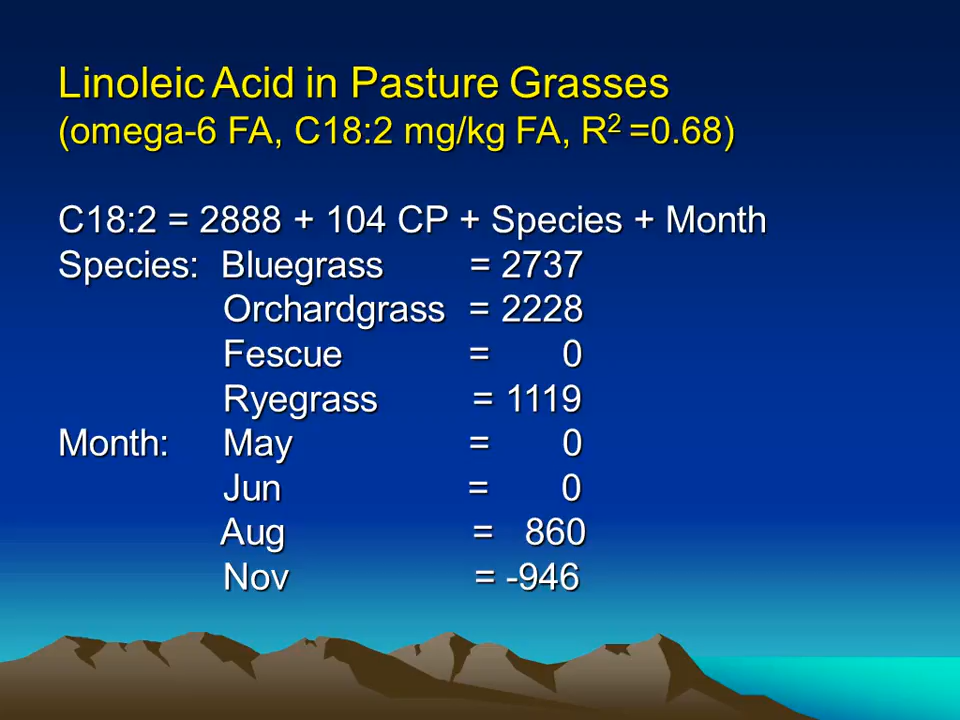 Linoleic Acid in Pasture Grasses
(omega-6 FA, C18:2 mg/kg FA, R2 =0.68)
C18:2 = 2888 + 104 CP + Species + Month
Species: Bluegrass = 2737
Orchardgrass = 2228
Fescue = 0
Ryegrass = 1119
Month: May = 0
Jun = 0
Aug = 860
Nov = -946